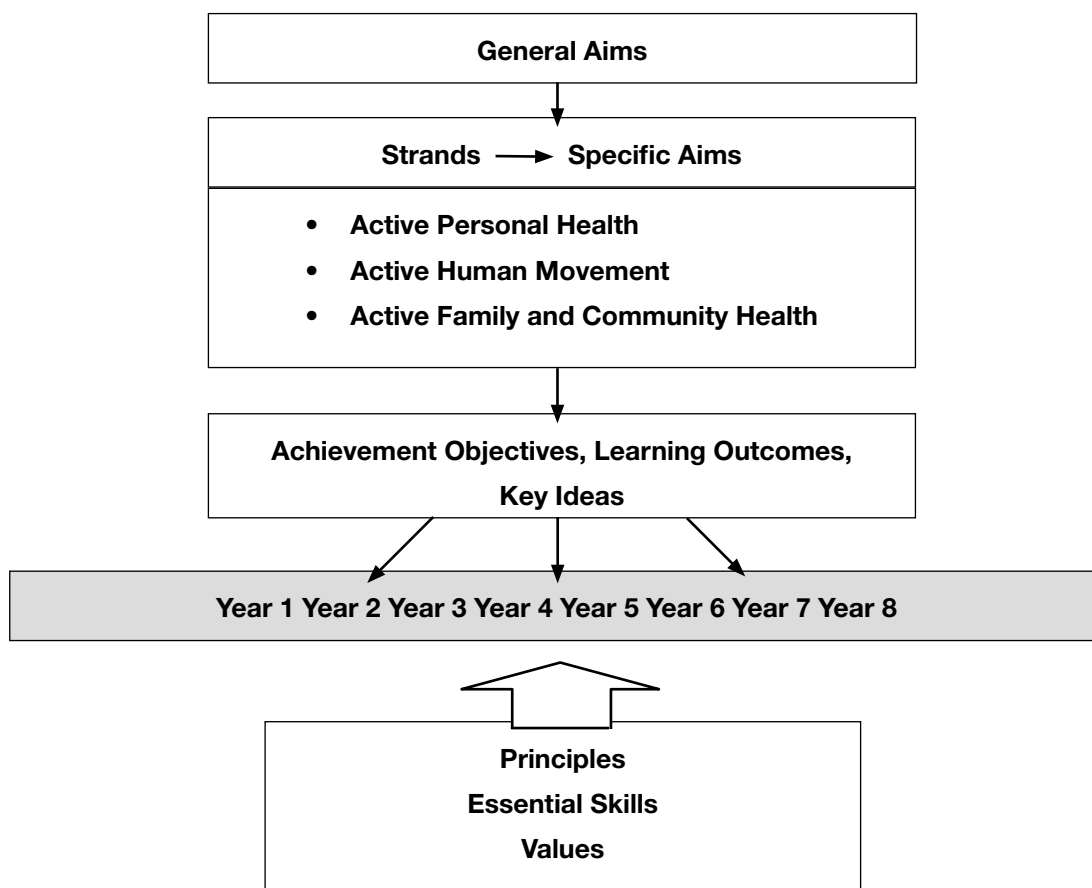 General Aims
Strands Specific Aims
• Active Personal Health
• Active Human Movement
• Active Family and Community Health
Achievement Objectives, Learning Outcomes,
Key Ideas
Year 1 Year 2 Year 3 Year 4 Year 5 Year 6 Year 7 Year 8
Principles
Essential Skills
Values